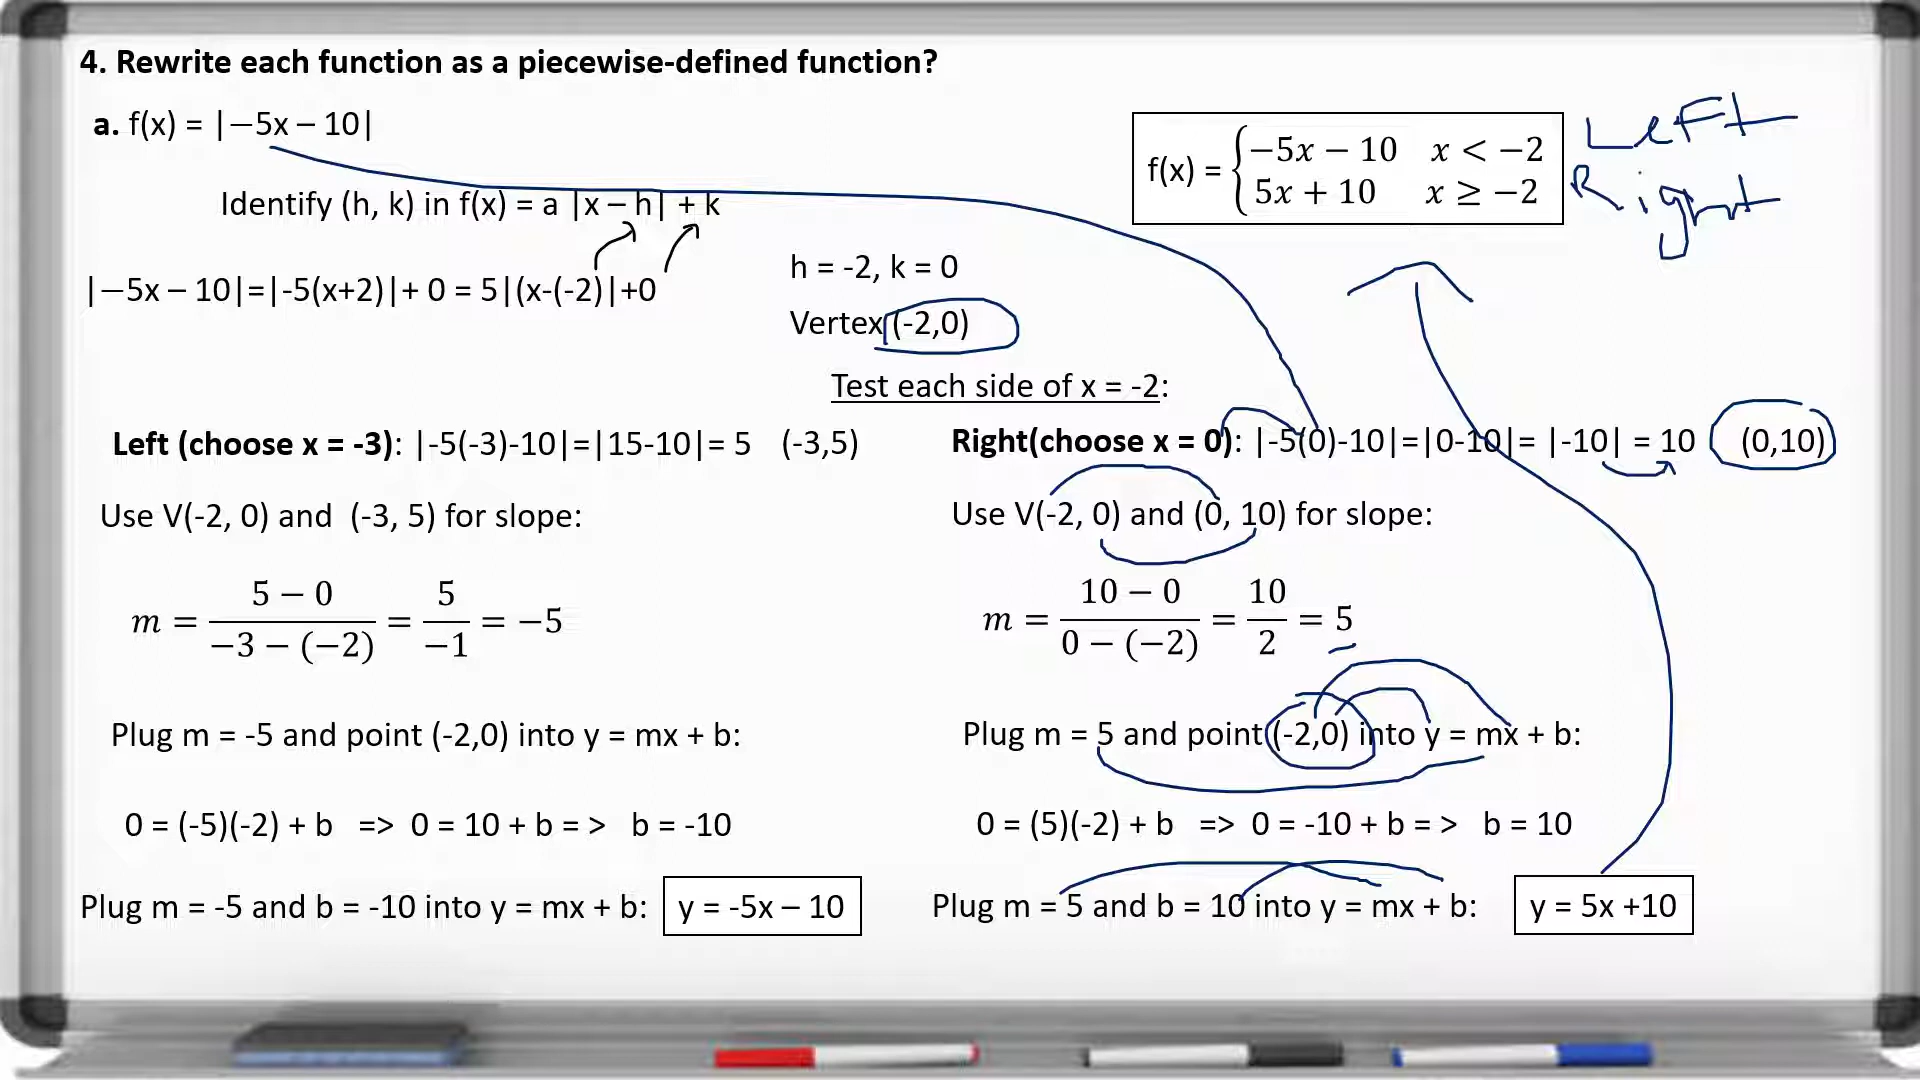 4. Rewrite each function as a piecewise-defined function?
a. f(x) = |−5x – 10|
f(x) = {−5x − 10 x < −2
5x + 10 x ≥ −2
Left
Right
Identify (h, k) in f(x) = a |x – h| + k
|−5x – 10|=|-5(x+2)|+ 0 = 5|(x-(-2)|+0
h = -2, k = 0
Vertex (-2,0)
Test each side of x = -2:
Left (choose x = -3): |-5(-3)-10|=|15-10|= 5 (-3,5)
Use V(-2, 0) and (-3, 5) for slope:
m = (5 − 0)/(−3 − (−2)) = 5/−1 = −5
Plug m = -5 and point (-2,0) into y = mx + b:
0 = (-5)(-2) + b => 0 = 10 + b = > b = -10
Plug m = -5 and b = -10 into y = mx + b: y = -5x – 10
Right(choose x = 0): |-5(0)-10|=|0-10|= |-10| = 10 (0,10)
Use V(-2, 0) and (0, 10) for slope:
m = (10 − 0)/(0 − (−2)) = 10/2 = 5
Plug m = 5 and point (-2,0) into y = mx + b:
0 = (5)(-2) + b => 0 = -10 + b = > b = 10
Plug m = 5 and b = 10 into y = mx + b: y = 5x +10